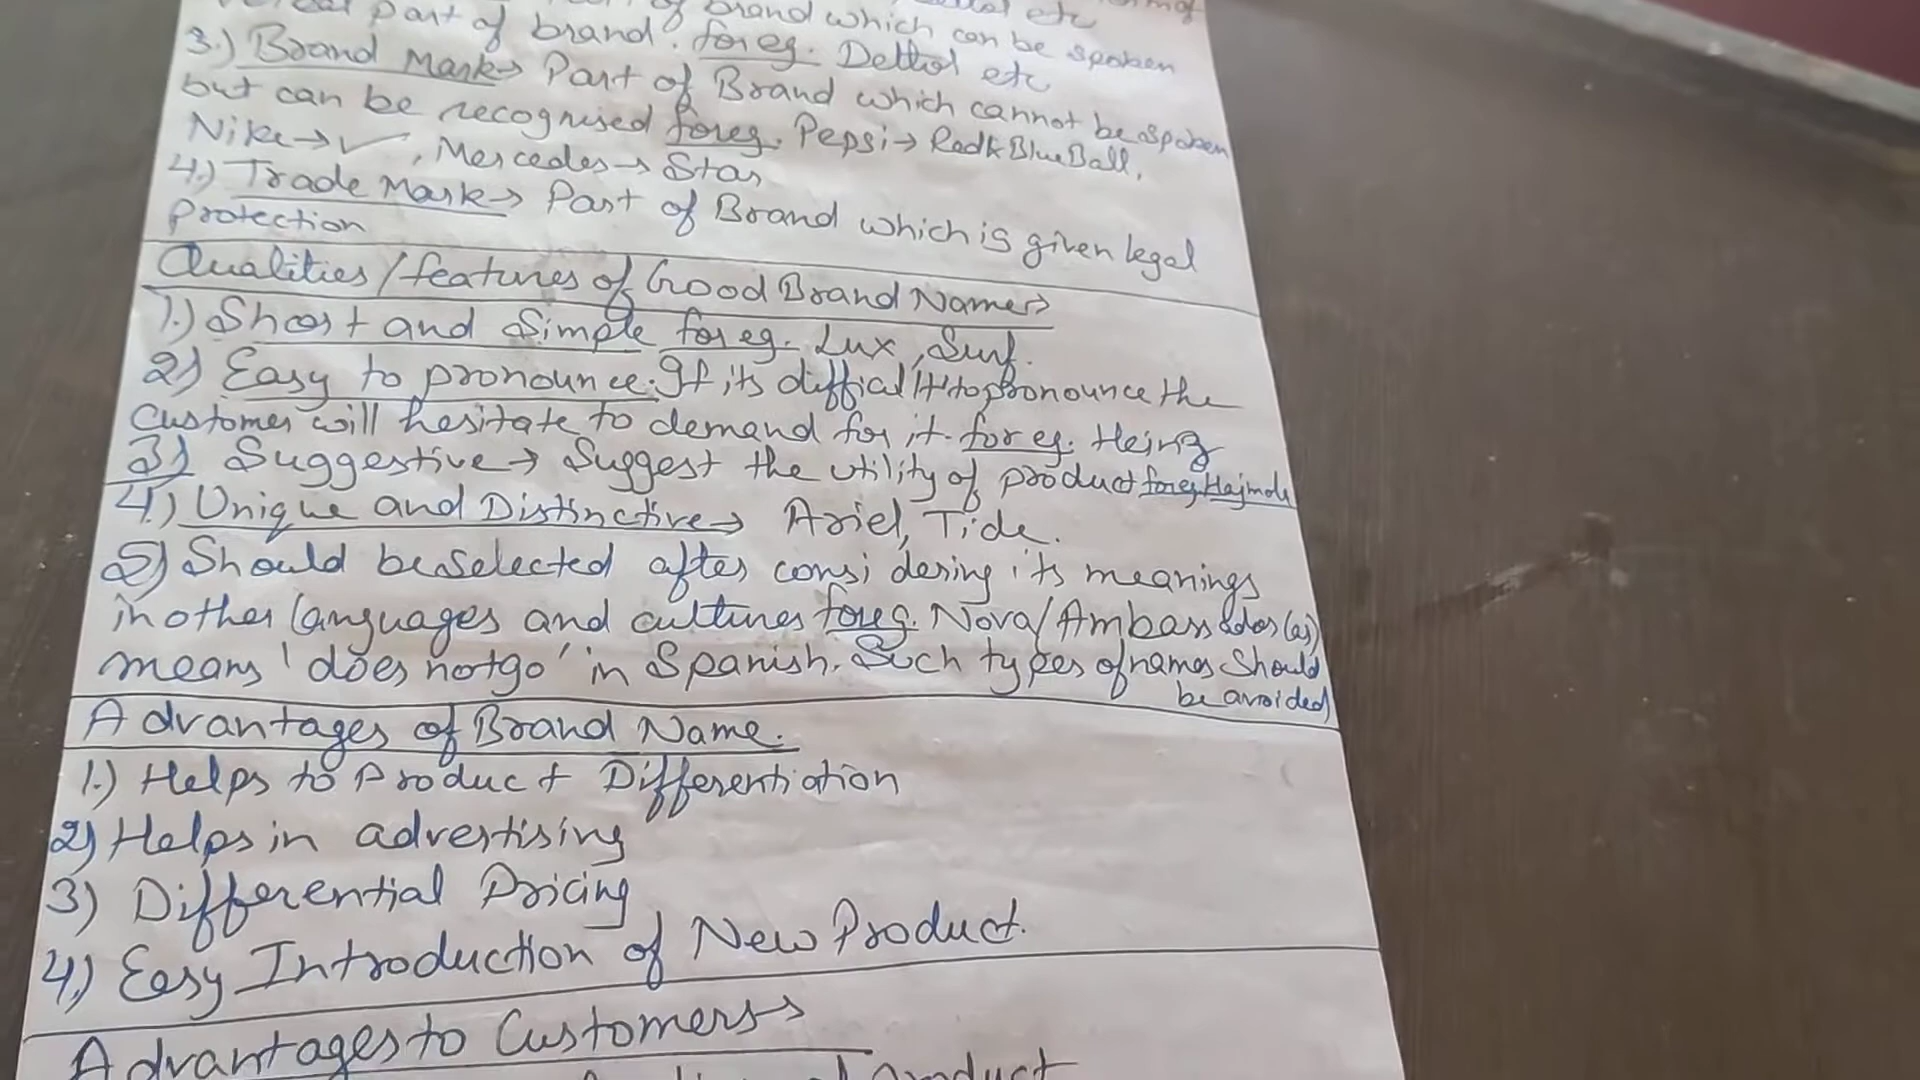 part of brand which can be spoken
part of brand. for eg. Dettol etc
3.) Brand Mark → Part of Brand which cannot be spoken
but can be recognised for eg. Pepsi → Red & Blue Ball,
Nike → ✓, Mercedes → Star
4.) Trade Mark → Part of Brand which is given legal
Protection
Qualities/features of Good Brand Name →
1.) Short and Simple for eg. Lux, Surf.
2) Easy to pronounce. If its difficult to pronounce the
Customer will hesitate to demand for it. for eg. Heinz
3) Suggestive → Suggest the utility of product for eg. Hajmola
4.) Unique and Distinctive → Ariel, Tide.
5) Should be selected after considering its meanings
in other languages and cultures for eg. Nova/Ambassador (as)
means 'does not go' in Spanish. Such types of names should
be avoided
Advantages of Brand Name.
1.) Helps to Product Differentiation
2) Helps in advertising
3) Differential Pricing
4.) Easy Introduction of New Product.
Advantages to Customers →
product